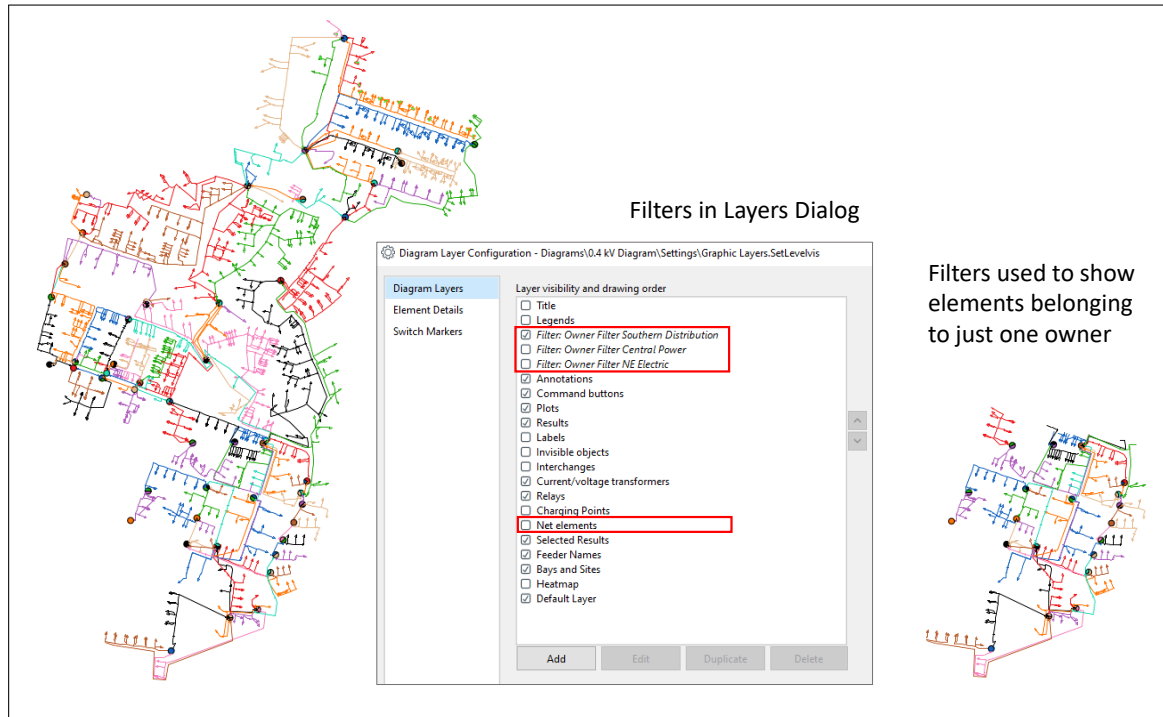 Filters in Layers Dialog
Diagram Layer Configuration - Diagrams\0.4 kV Diagram\Settings\Graphic Layers.SetLevelvis
Diagram Layers
Element Details
Switch Markers
Layer visibility and drawing order
Title
Legends
Filter: Owner Filter Southern Distribution
Filter: Owner Filter Central Power
Filter: Owner Filter NE Electric
Annotations
Command buttons
Plots
Results
Labels
Invisible objects
Interchanges
Current/voltage transformers
Relays
Charging Points
Net elements
Selected Results
Feeder Names
Bays and Sites
Heatmap
Default Layer
Add
Edit
Duplicate
Delete
Filters used to show
elements belonging
to just one owner